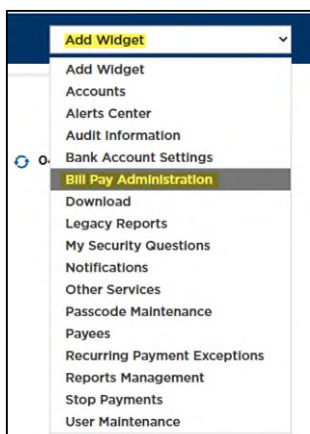 Add Widget
Add Widget
Accounts
Alerts Center
Audit Information
Bank Account Settings
Bill Pay Administration
Download
Legacy Reports
My Security Questions
Notifications
Other Services
Passcode Maintenance
Payees
Recurring Payment Exceptions
Reports Management
Stop Payments
User Maintenance